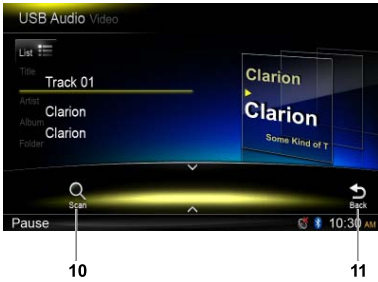 USB Audio Video
List
Title
Track 01
Artist
Clarion
Album
Clarion
Folder
Clarion
Clarion
Some Kind of T
Scan
Back
Pause
10:30 AM
10
11